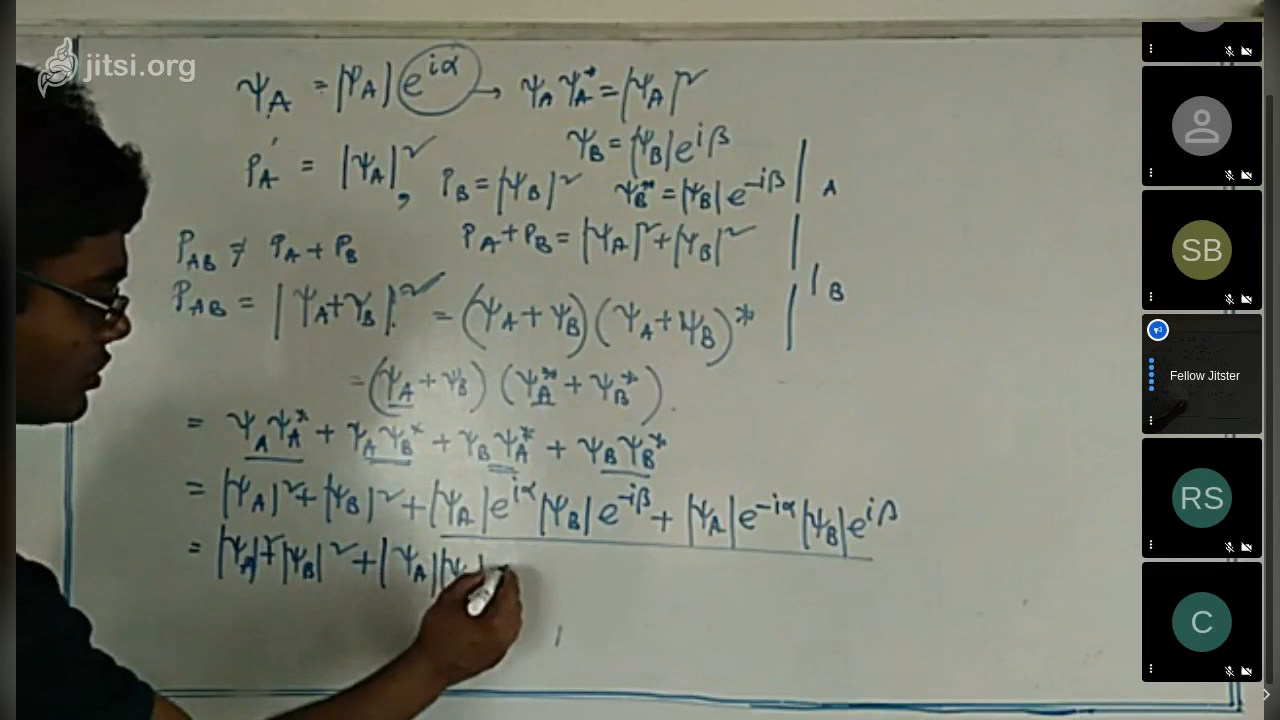 jitsi.org
ψ_A = |ψ_A| e^{iα} → ψ_A ψ_A* = |ψ_A|²
ψ_B = |ψ_B| e^{iβ}
P_A = |ψ_A|², P_B = |ψ_B|² ψ_B* = |ψ_B| e^{-iβ} A
P_AB ≠ P_A + P_B P_A + P_B = |ψ_A|² + |ψ_B|²
P_AB = |ψ_A + ψ_B|² = (ψ_A + ψ_B) (ψ_A + ψ_B)* B
= (ψ_A + ψ_B) (ψ_A* + ψ_B*)
= ψ_A ψ_A* + ψ_A ψ_B* + ψ_B ψ_A* + ψ_B ψ_B*
= |ψ_A|² + |ψ_B|² + |ψ_A| e^{iα} |ψ_B| e^{-iβ} + |ψ_A| e^{-iα} |ψ_B| e^{iβ}
= |ψ_A|² + |ψ_B|² + |ψ_A| |ψ
SB
Fellow Jitster
RS
C